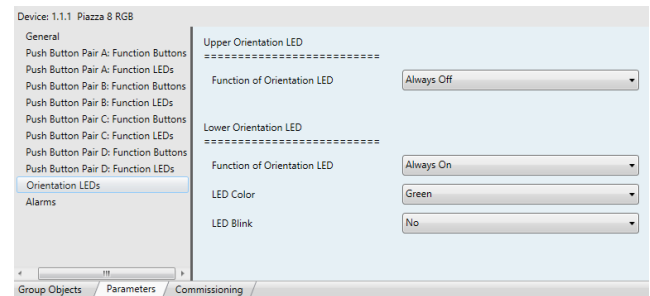 Device: 1.1.1 Piazza 8 RGB
General
Push Button Pair A: Function Buttons
Push Button Pair A: Function LEDs
Push Button Pair B: Function Buttons
Push Button Pair B: Function LEDs
Push Button Pair C: Function Buttons
Push Button Pair C: Function LEDs
Push Button Pair D: Function Buttons
Push Button Pair D: Function LEDs
Orientation LEDs
Alarms
Upper Orientation LED
==========================
Function of Orientation LED Always Off
Lower Orientation LED
==========================
Function of Orientation LED Always On
LED Color Green
LED Blink No
Group Objects Parameters Commissioning